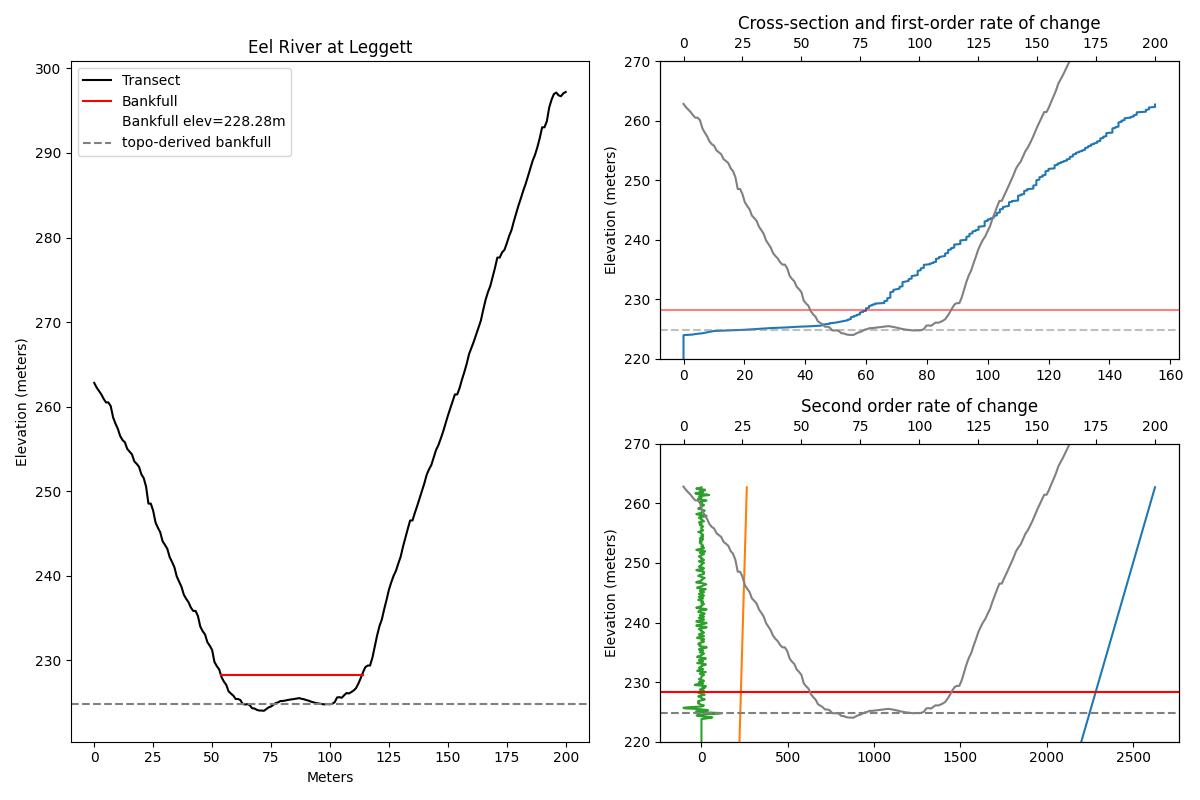 Eel River at Leggett
Transect
Bankfull
Bankfull elev=228.28m
topo-derived bankfull
300
290
280
270
260
250
240
230
Elevation (meters)
0 25 50 75 100 125 150 175 200
Meters
Cross-section and first-order rate of change
0 25 50 75 100 125 150 175 200
270
260
250
240
230
220
Elevation (meters)
0 20 40 60 80 100 120 140 160
Second order rate of change
0 25 50 75 100 125 150 175 200
270
260
250
240
230
220
Elevation (meters)
0 500 1000 1500 2000 2500